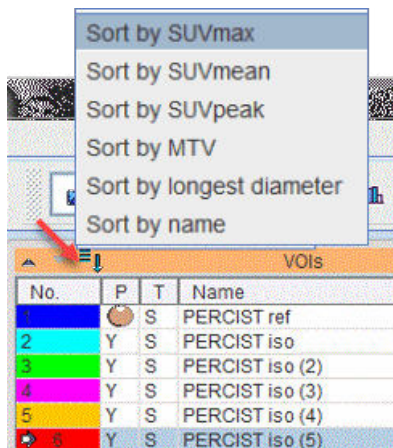 Sort by SUVmax
Sort by SUVmean
Sort by SUVpeak
Sort by MTV
Sort by longest diameter
Sort by name
VOIs
No. P T Name
1 S PERCIST ref
2 Y S PERCIST iso
3 Y S PERCIST iso (2)
4 Y S PERCIST iso (3)
5 Y S PERCIST iso (4)
6 Y S PERCIST iso (5)